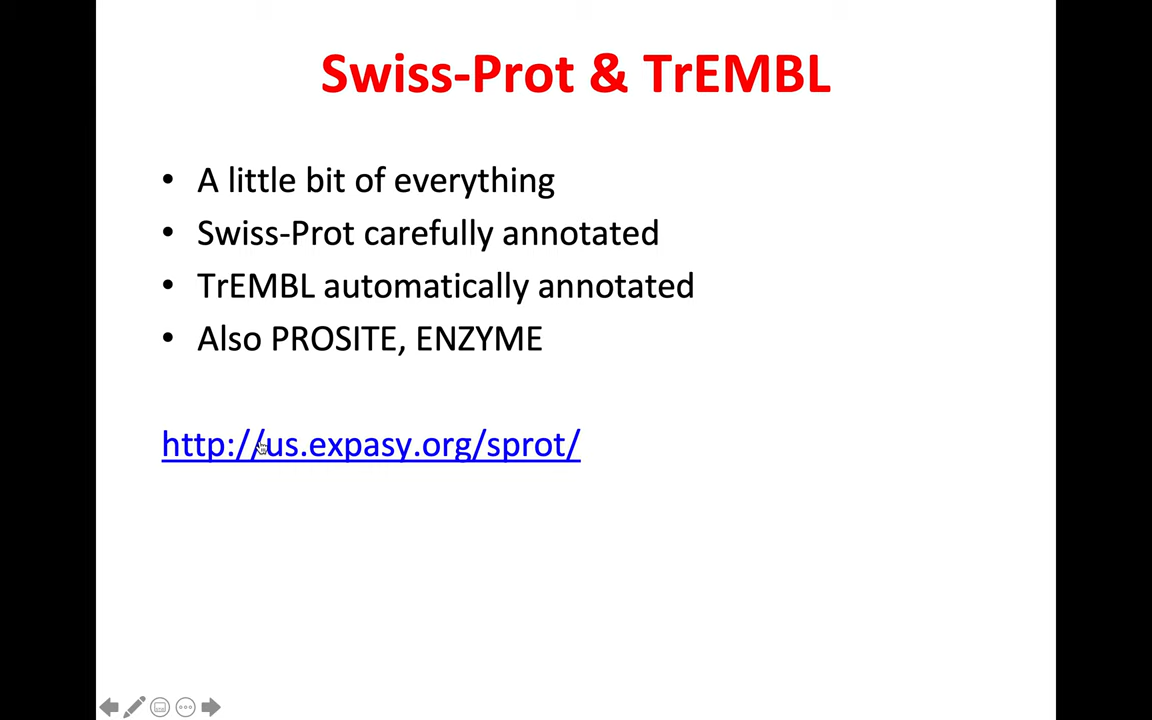 Swiss-Prot & TrEMBL
• A little bit of everything
• Swiss-Prot carefully annotated
• TrEMBL automatically annotated
• Also PROSITE, ENZYME
http://us.expasy.org/sprot/